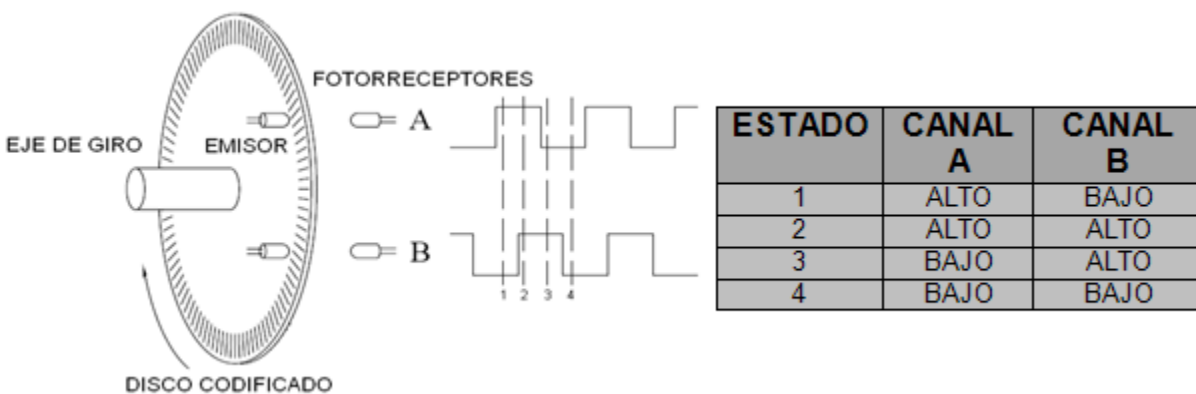 FOTORRECEPTORES
A
EJE DE GIRO
EMISOR
B
1 2 3 4
DISCO CODIFICADO
ESTADO CANAL A CANAL B
1 ALTO BAJO
2 ALTO ALTO
3 BAJO ALTO
4 BAJO BAJO